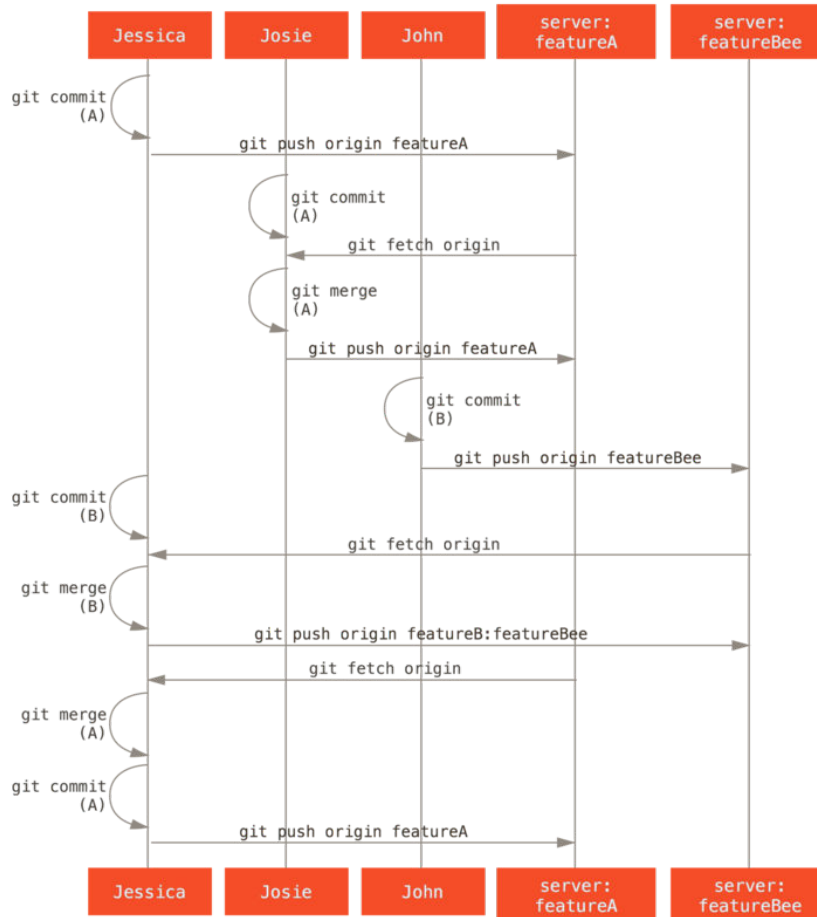 Jessica
Josie
John
server:
featureA
server:
featureBee
git commit
(A)
git push origin featureA
git commit
(A)
git fetch origin
git merge
(A)
git push origin featureA
git commit
(B)
git push origin featureBee
git commit
(B)
git fetch origin
git merge
(B)
git push origin featureB:featureBee
git fetch origin
git merge
(A)
git commit
(A)
git push origin featureA
Jessica
Josie
John
server:
featureA
server:
featureBee